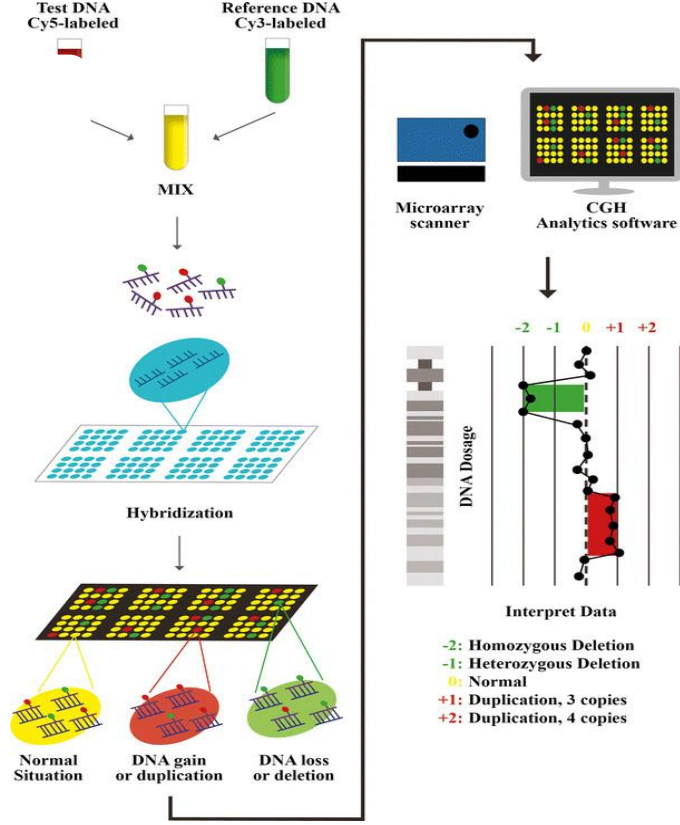 Test DNA
Cy5-labeled
Reference DNA
Cy3-labeled
MIX
Hybridization
Normal
Situation
DNA gain
or duplication
DNA loss
or deletion
Microarray
scanner
CGH
Analytics software
-2 -1 0 +1 +2
DNA Dosage
Interpret Data
-2: Homozygous Deletion
-1: Heterozygous Deletion
0: Normal
+1: Duplication, 3 copies
+2: Duplication, 4 copies